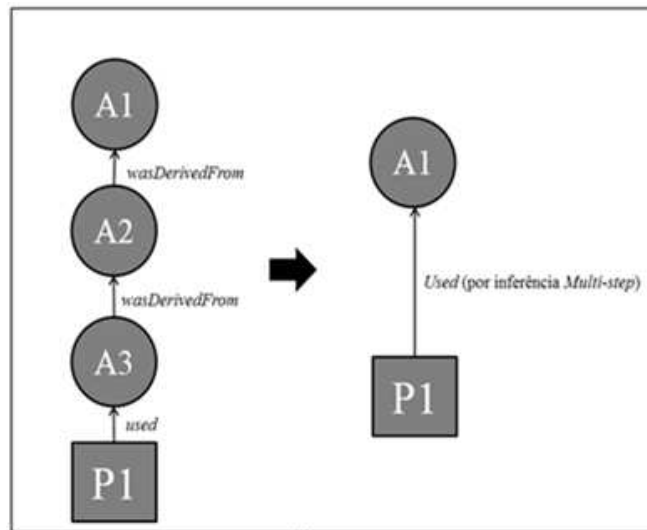 A1
wasDerivedFrom
A2
wasDerivedFrom
A3
used
P1
A1
Used (por inferência Multi-step)
P1